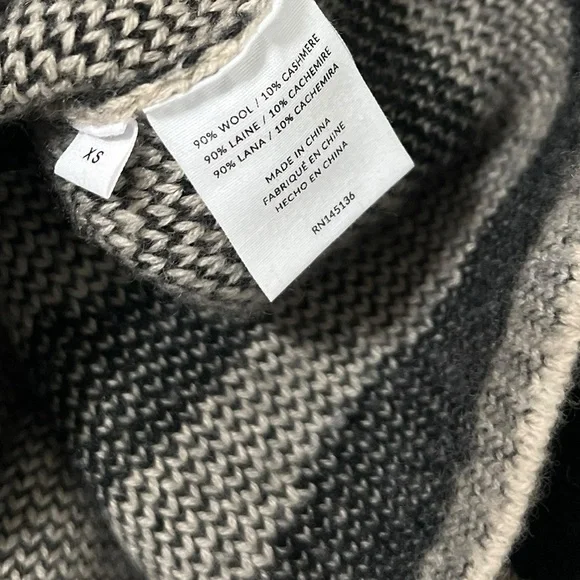 90% WOOL / 10% CASHMERE
90% LAINE / 10% CACHEMIRE
90% LANA / 10% CACHEMIRA
MADE IN CHINA
FABRIQUÉ EN CHINE
HECHO EN CHINA
RN145136
XS